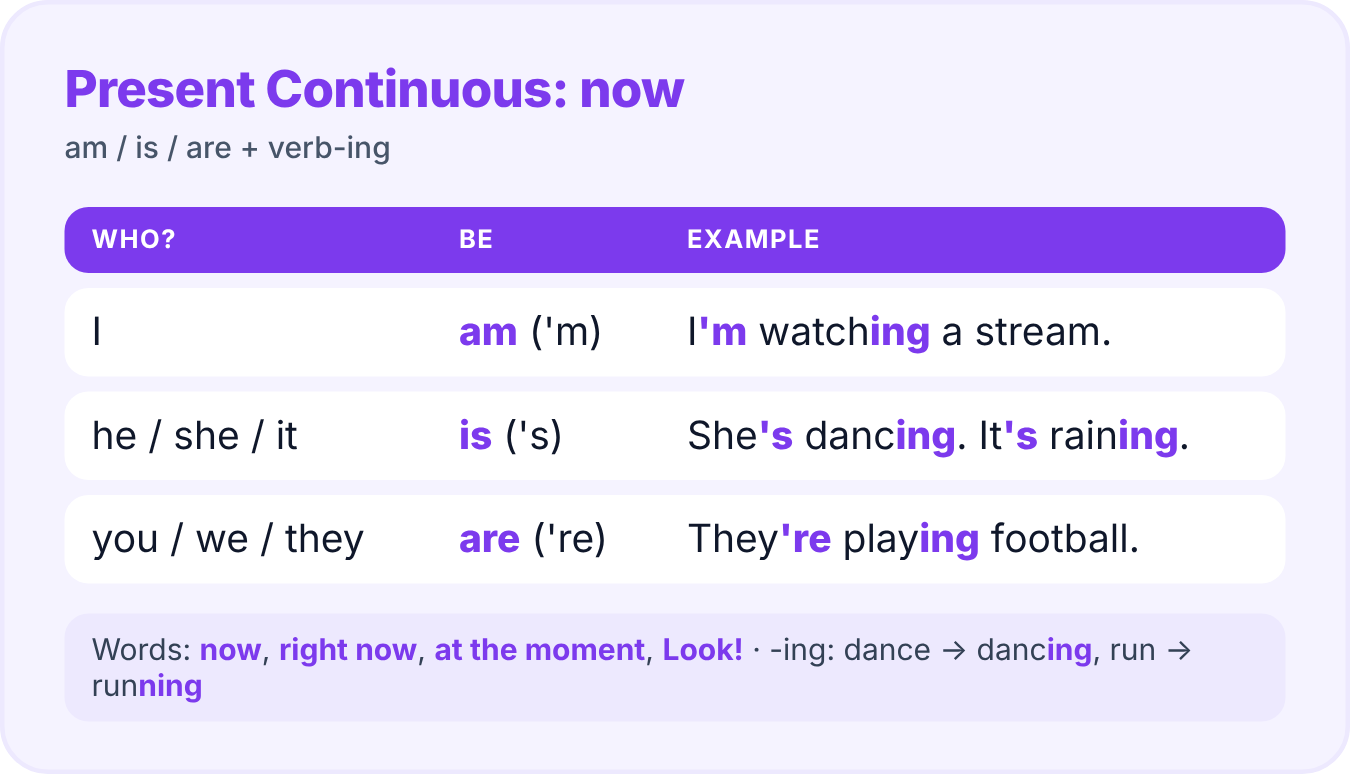 Present Continuous: now
am / is / are + verb-ing
WHO? BE EXAMPLE
I am ('m) I'm watching a stream.
he / she / it is ('s) She's dancing. It's raining.
you / we / they are ('re) They're playing football.
Words: now, right now, at the moment, Look! · -ing: dance → dancing, run →
running